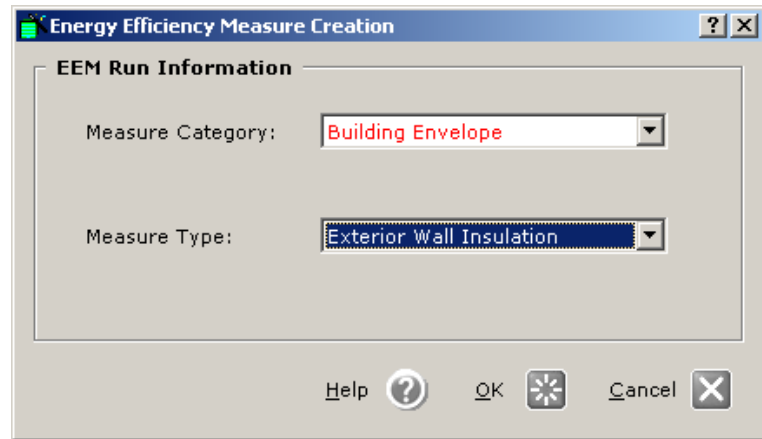 Energy Efficiency Measure Creation
EEM Run Information
Measure Category: Building Envelope
Measure Type: Exterior Wall Insulation
Help OK Cancel